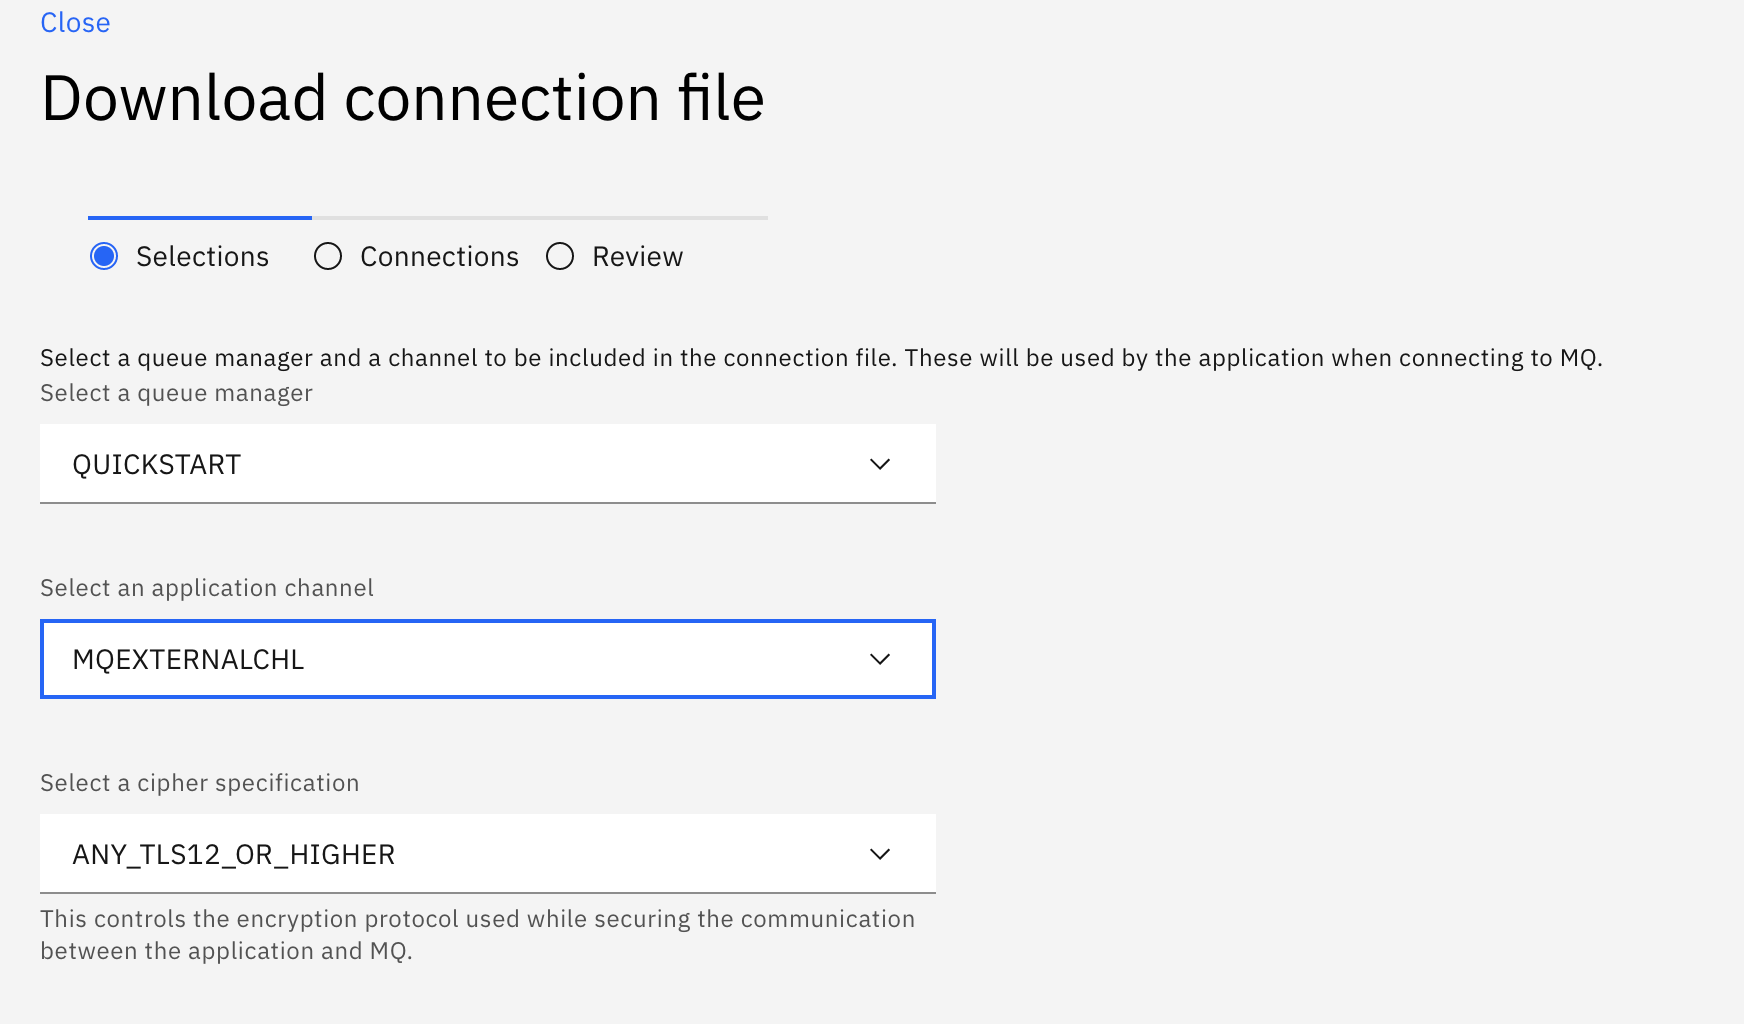 Close
Download connection file
Selections Connections Review
Select a queue manager and a channel to be included in the connection file. These will be used by the application when connecting to MQ.
Select a queue manager
QUICKSTART
Select an application channel
MQEXTERNALCHL
Select a cipher specification
ANY_TLS12_OR_HIGHER
This controls the encryption protocol used while securing the communication
between the application and MQ.